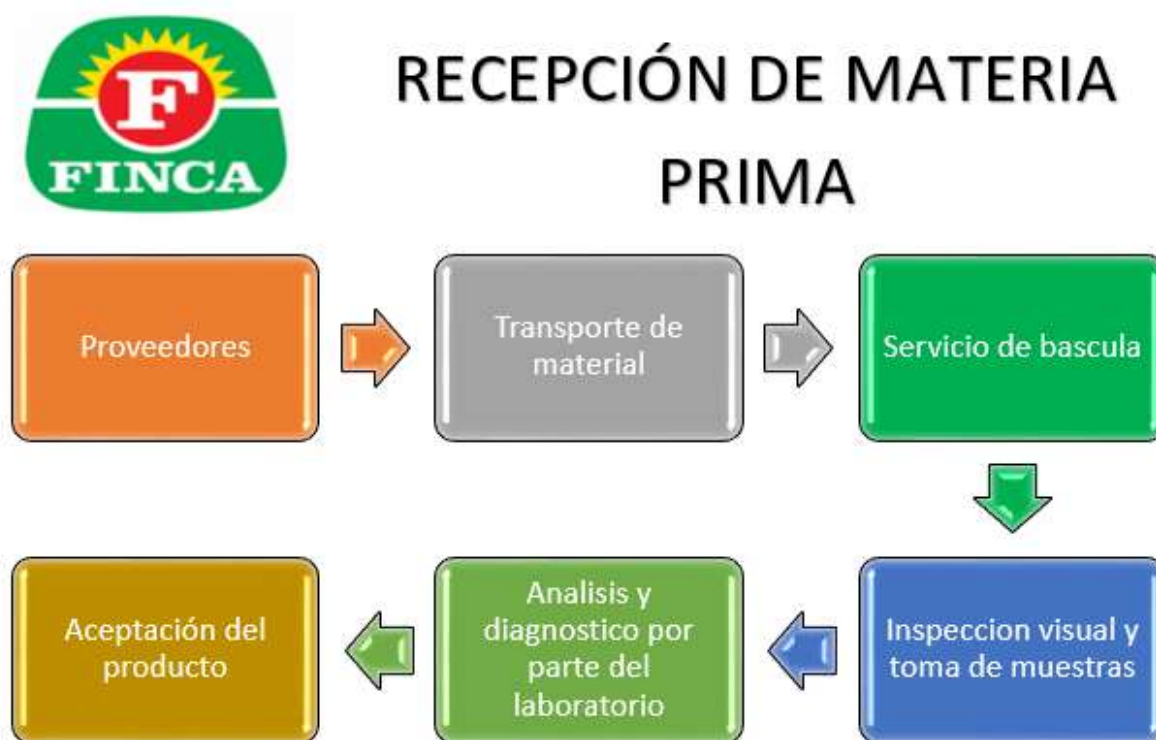 F
FINCA
RECEPCIÓN DE MATERIA
PRIMA
Proveedores
Transporte de
material
Servicio de bascula
Inspeccion visual y
toma de muestras
Analisis y
diagnostico por
parte del
laboratorio
Aceptación del
producto